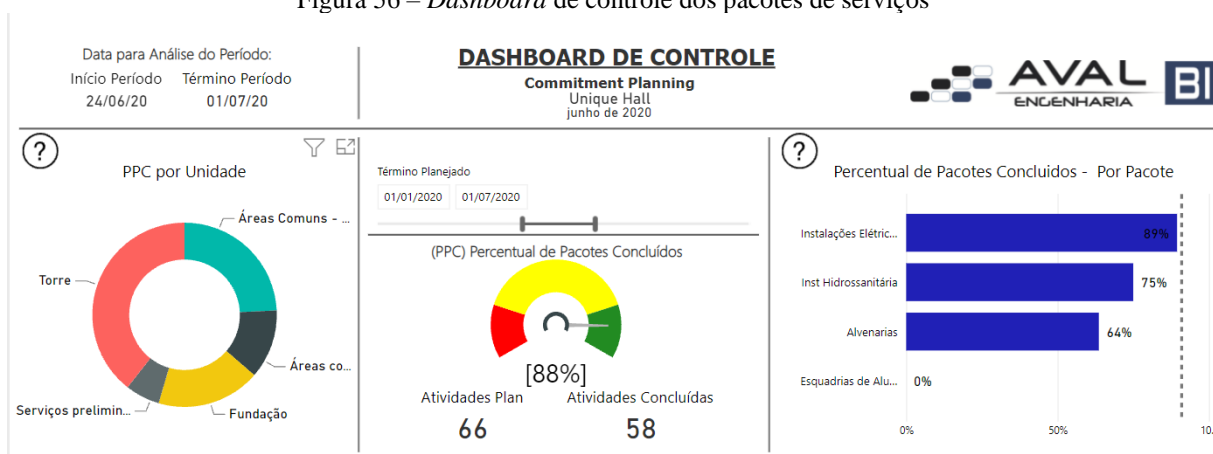 Figura 56 – Dashboard de controle dos pacotes de serviços
Data para Análise do Período:
Início Período Término Período
24/06/20 01/07/20
DASHBOARD DE CONTROLE
Commitment Planning
Unique Hall
junho de 2020
AVAL
ENGENHARIA
BI
?
PPC por Unidade
Áreas Comuns - ...
Torre
Áreas co...
Serviços prelimin...
Fundação
Término Planejado
01/01/2020 01/07/2020
(PPC) Percentual de Pacotes Concluídos
[88%]
Atividades Plan Atividades Concluídas
66 58
?
Percentual de Pacotes Concluidos - Por Pacote
Instalações Elétric... 89%
Inst Hidrossanitária 75%
Alvenarias 64%
Esquadrias de Alu... 0%
0% 50% 10.